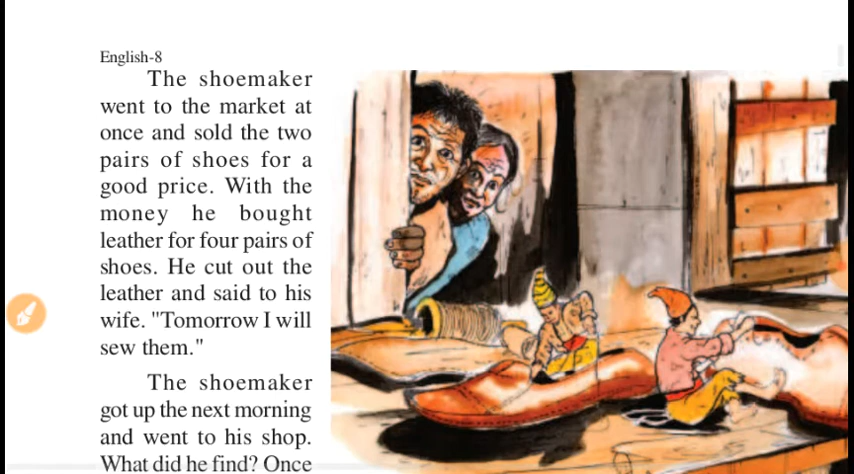 English-8
The shoemaker
went to the market at
once and sold the two
pairs of shoes for a
good price. With the
money he bought
leather for four pairs of
shoes. He cut out the
leather and said to his
wife. "Tomorrow I will
sew them."
The shoemaker
got up the next morning
and went to his shop.
What did he find? Once